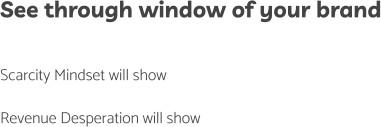 See through window of your brand
Scarcity Mindset will show
Revenue Desperation will show